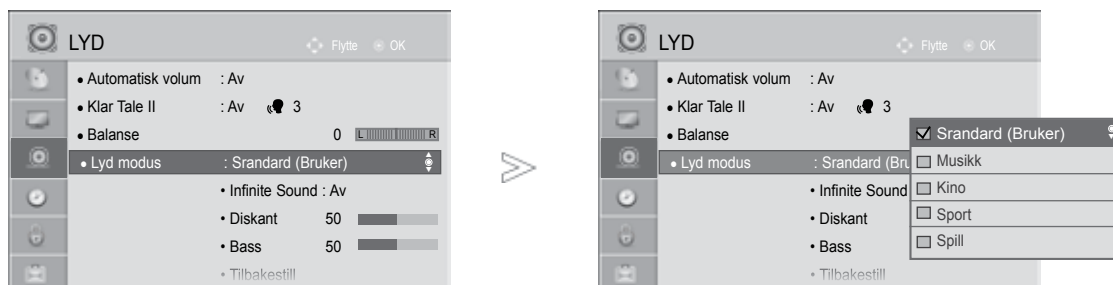 LYD
Flytte OK
• Automatisk volum : Av
• Klar Tale II : Av 3
• Balanse 0 L R
• Lyd modus : Srandard (Bruker)
• Infinite Sound : Av
• Diskant 50
• Bass 50
• Tilbakestill
LYD
Flytte OK
• Automatisk volum : Av
• Klar Tale II : Av 3
• Balanse
• Lyd modus : Srandard (Bru
• Infinite Sound
• Diskant
• Bass
• Tilbakestill
Srandard (Bruker)
Musikk
Kino
Sport
Spill